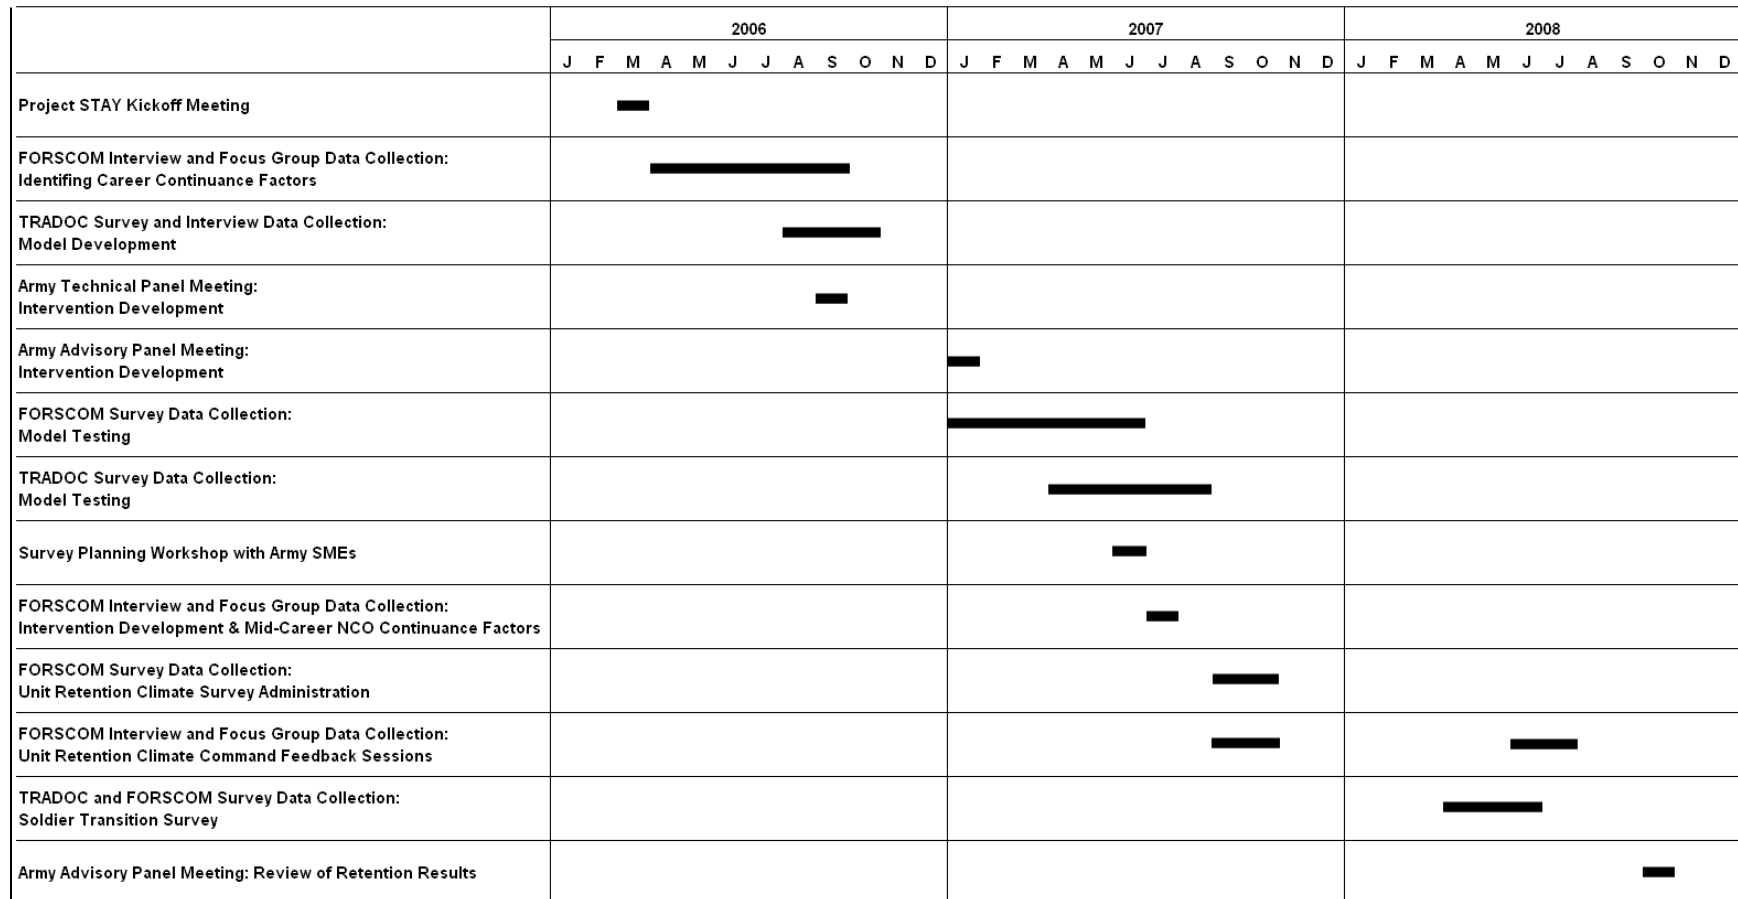 2006 2007 2008
J F M A M J J A S O N D J F M A M J J A S O N D J F M A M J J A S O N D
Project STAY Kickoff Meeting
FORSCOM Interview and Focus Group Data Collection:
Identifing Career Continuance Factors
TRADOC Survey and Interview Data Collection:
Model Development
Army Technical Panel Meeting:
Intervention Development
Army Advisory Panel Meeting:
Intervention Development
FORSCOM Survey Data Collection:
Model Testing
TRADOC Survey Data Collection:
Model Testing
Survey Planning Workshop with Army SMEs
FORSCOM Interview and Focus Group Data Collection:
Intervention Development & Mid-Career NCO Continuance Factors
FORSCOM Survey Data Collection:
Unit Retention Climate Survey Administration
FORSCOM Interview and Focus Group Data Collection:
Unit Retention Climate Command Feedback Sessions
TRADOC and FORSCOM Survey Data Collection:
Soldier Transition Survey
Army Advisory Panel Meeting: Review of Retention Results